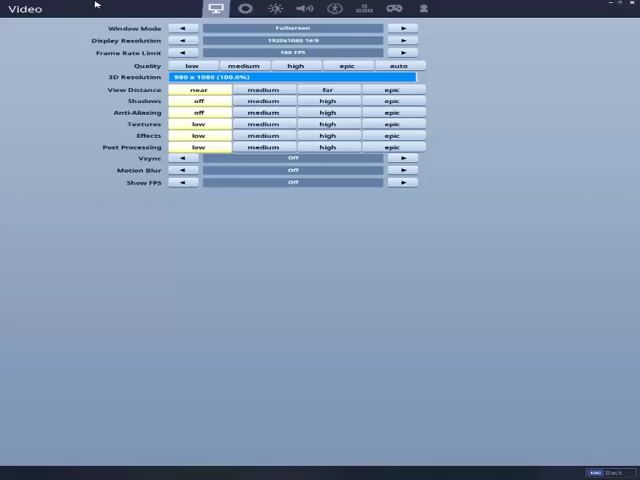 Video
Window Mode Fullscreen
Display Resolution 1920x1080 16:9
Frame Rate Limit 160 FPS
Quality low medium high epic auto
3D Resolution 980 x 1080 (100.0%)
View Distance near medium far epic
Shadows off medium high epic
Anti-Aliasing off medium high epic
Textures low medium high epic
Effects low medium high epic
Post Processing low medium high epic
Vsync Off
Motion Blur Off
Show FPS Off
Back